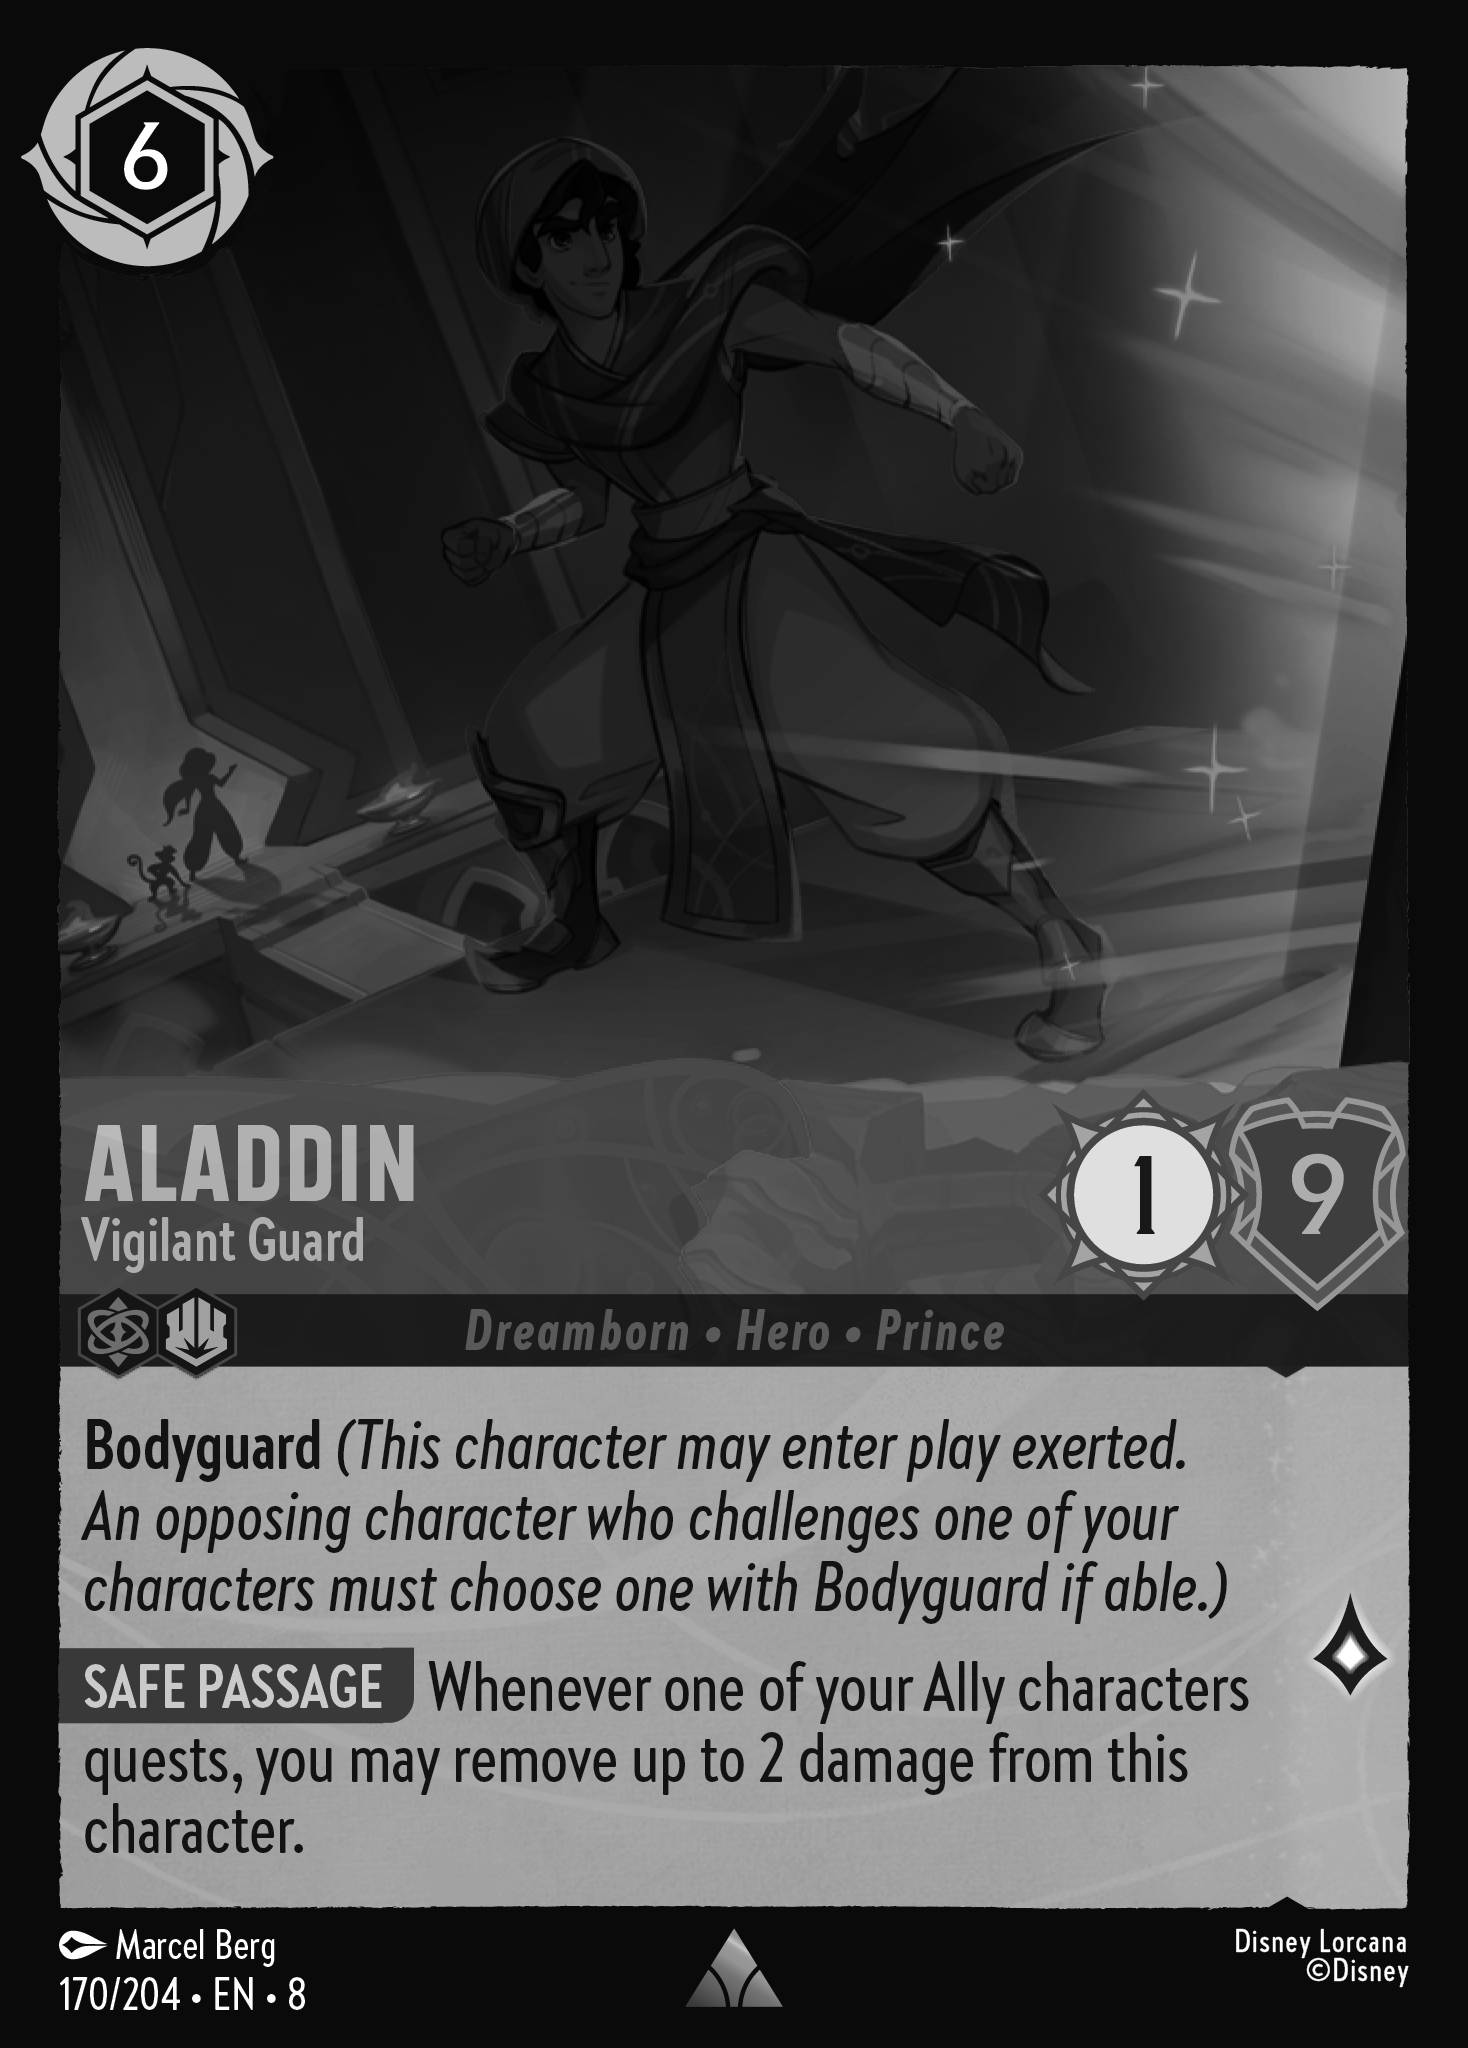 6
ALADDIN
Vigilant Guard
1
9
Dreamborn • Hero • Prince
Bodyguard (This character may enter play exerted.
An opposing character who challenges one of your
characters must choose one with Bodyguard if able.)
SAFE PASSAGE Whenever one of your Ally characters
quests, you may remove up to 2 damage from this
character.
Marcel Berg
170/204 • EN • 8
Disney Lorcana
©Disney